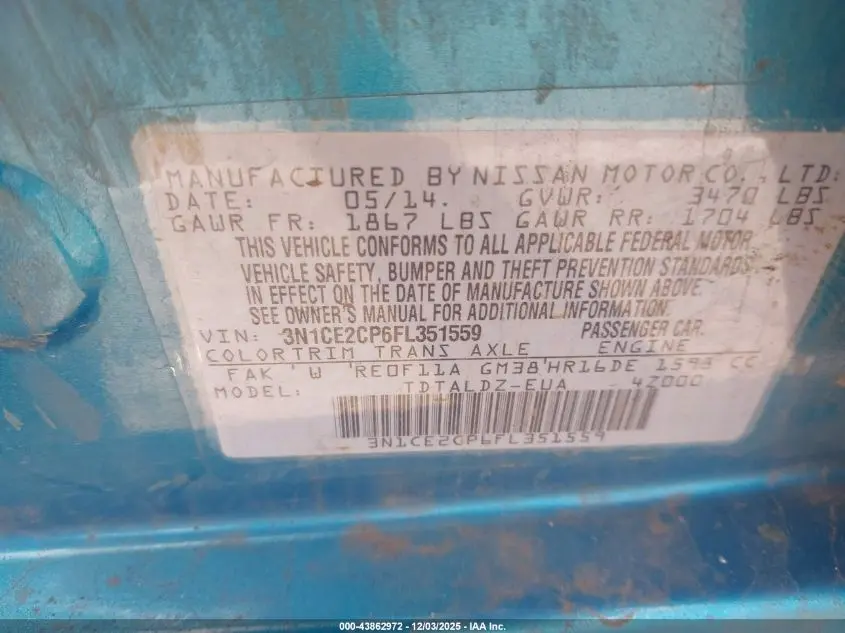 MANUFACTURED BY NISSAN MOTOR CO., LTD.
DATE: 05/14. GVWR: 3470 LBS
GAWR FR: 1867 LBS GAWR RR: 1704 LBS
THIS VEHICLE CONFORMS TO ALL APPLICABLE FEDERAL MOTOR
VEHICLE SAFETY, BUMPER AND THEFT PREVENTION STANDARDS
IN EFFECT ON THE DATE OF MANUFACTURE SHOWN ABOVE.
SEE OWNER'S MANUAL FOR ADDITIONAL INFORMATION.
VIN: 3N1CE2CP6FL351559 PASSENGER CAR.
COLOR TRIM TRANS AXLE ENGINE
FAK W RE0F11A GM38 HR16DE 1598 CC
MODEL: TDTALDZ-EUA 4Z000
3N1CE2CP6FL351559
000-43862972 - 12/03/2025 - IAA Inc.